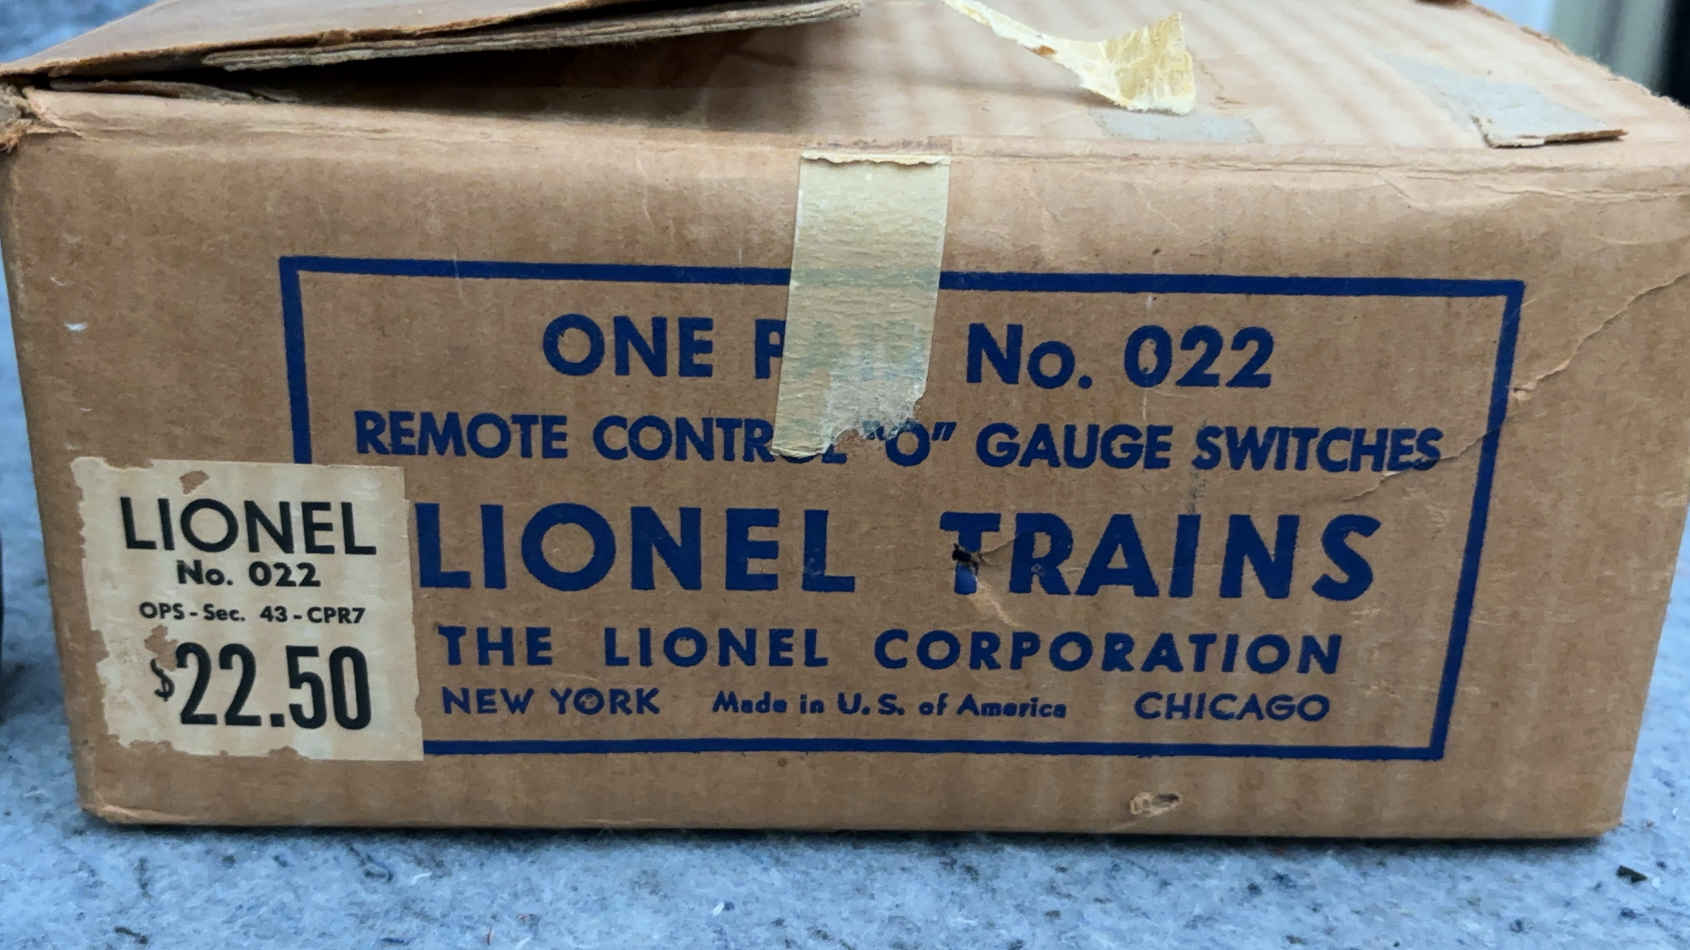 ONE No. 022
REMOTE CONTROL "O" GAUGE SWITCHES
LIONEL TRAINS
THE LIONEL CORPORATION
NEW YORK Made in U.S. of America CHICAGO
LIONEL
No. 022
OPS-Sec. 43-CPR7
$22.50